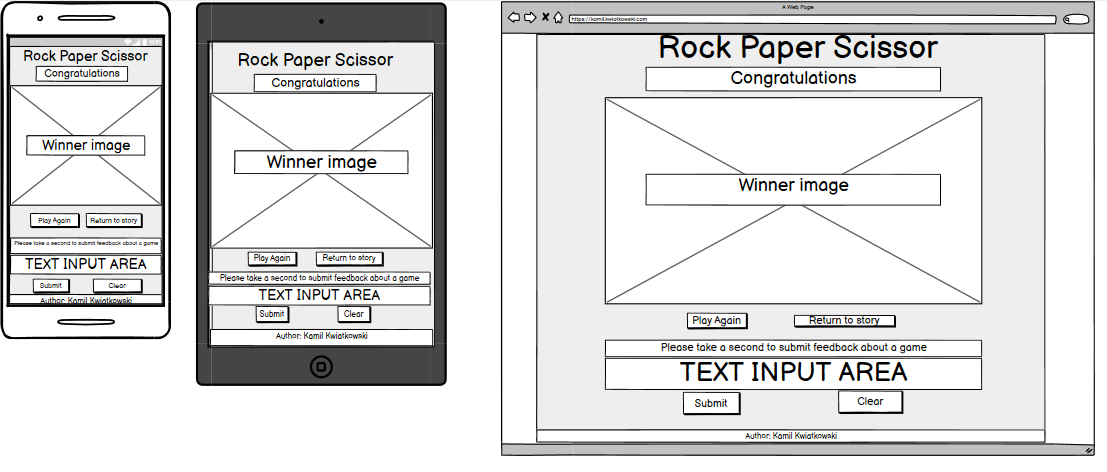 Rock Paper Scissor
Congratulations
Winner image
Play Again
Return to story
Please take a second to submit feedback about a game
TEXT INPUT AREA
Submit
Clear
Author: Kamil Kwiatkowski
Rock Paper Scissor
Congratulations
Winner image
Play Again
Return to story
Please take a second to submit feedback about a game
TEXT INPUT AREA
Submit
Clear
Author: Kamil Kwiatkowski
A Web Page
https://kamil.kwiatkowski.com
Rock Paper Scissor
Congratulations
Winner image
Play Again
Return to story
Please take a second to submit feedback about a game
TEXT INPUT AREA
Submit
Clear
Author: Kamil Kwiatkowski